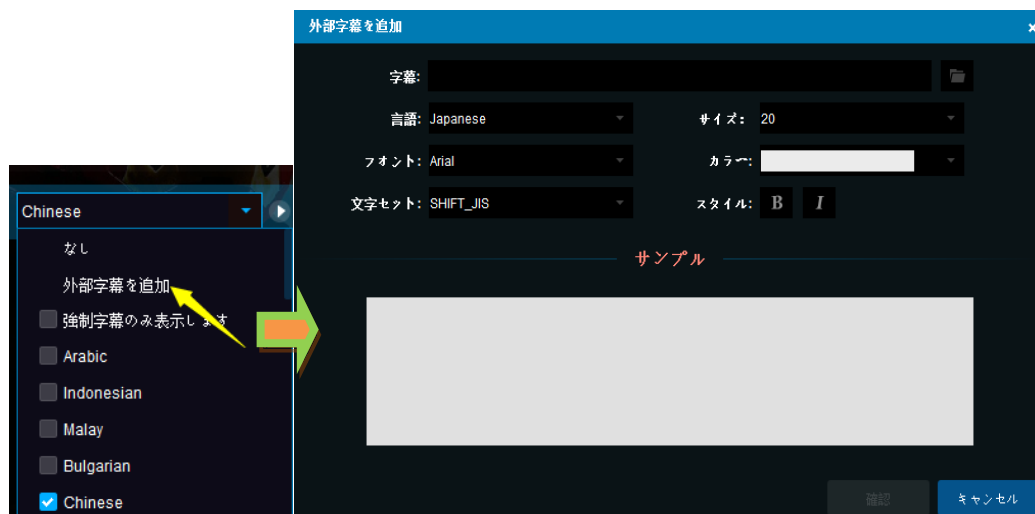 Chinese
なし
外部字幕を追加
強制字幕のみ表示します
Arabic
Indonesian
Malay
Bulgarian
Chinese
外部字幕を追加
字幕:
言語: Japanese サイズ: 20
フォント: Arial カラー:
文字セット: SHIFT_JIS スタイル: B I
サンプル
確認 キャンセル